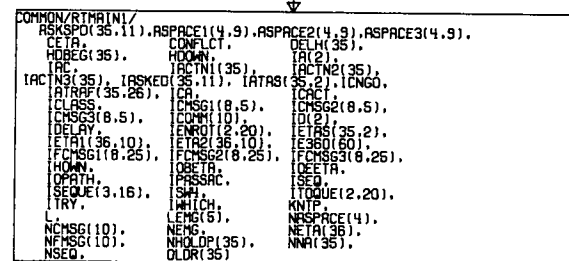 COMMON/RTMAIN1/
ASKSPD(35,11),ASPACE1(4,9),ASPACE2(4,9),ASPACE3(4,9),
CETA, CONFLCT, DELH(35),
HDBEG(35), HDOWN, IA(2),
IAC, IACTN1(35), IACTN2(35),
IACTN3(35), IASKED(35,11), IATAS(35,2),ICNGO,
IATRAF(35,26), ICA, ICACT,
ICLASS, ICMSG1(8,5), ICMSG2(8,5),
ICMSG3(8,5), ICOMM(10), ID(2),
IDELAY, IENROT(2,20), IETAS(35,2),
IETA1(36,10), IETA2(36,10), IE360(60),
IFCMSG1(8,25), IFCMSG2(8,25), IFCMSG3(8,25),
IHOWN, IOBETA, IOEETA,
IOPATH, IPASSAC, ISEQ,
ISEQUE(3,16), ISW4, ITOQUE(2,20),
ITRY, IWHICH, KNTP,
L, LEMG(5), NASPACE(4),
NCMSG(10), NEMG, NETA(36),
NFMSG(10), NHOLDP(35), NNA(35),
NSEQ, OLDR(35)